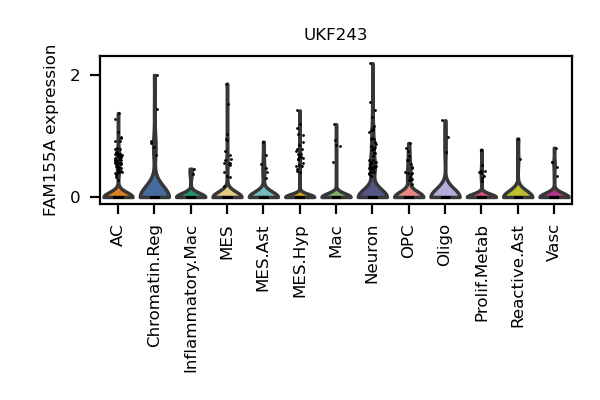 UKF243
FAM155A expression
2
0
AC
Chromatin.Reg
Inflammatory.Mac
MES
MES.Ast
MES.Hyp
Mac
Neuron
OPC
Oligo
Prolif.Metab
Reactive.Ast
Vasc